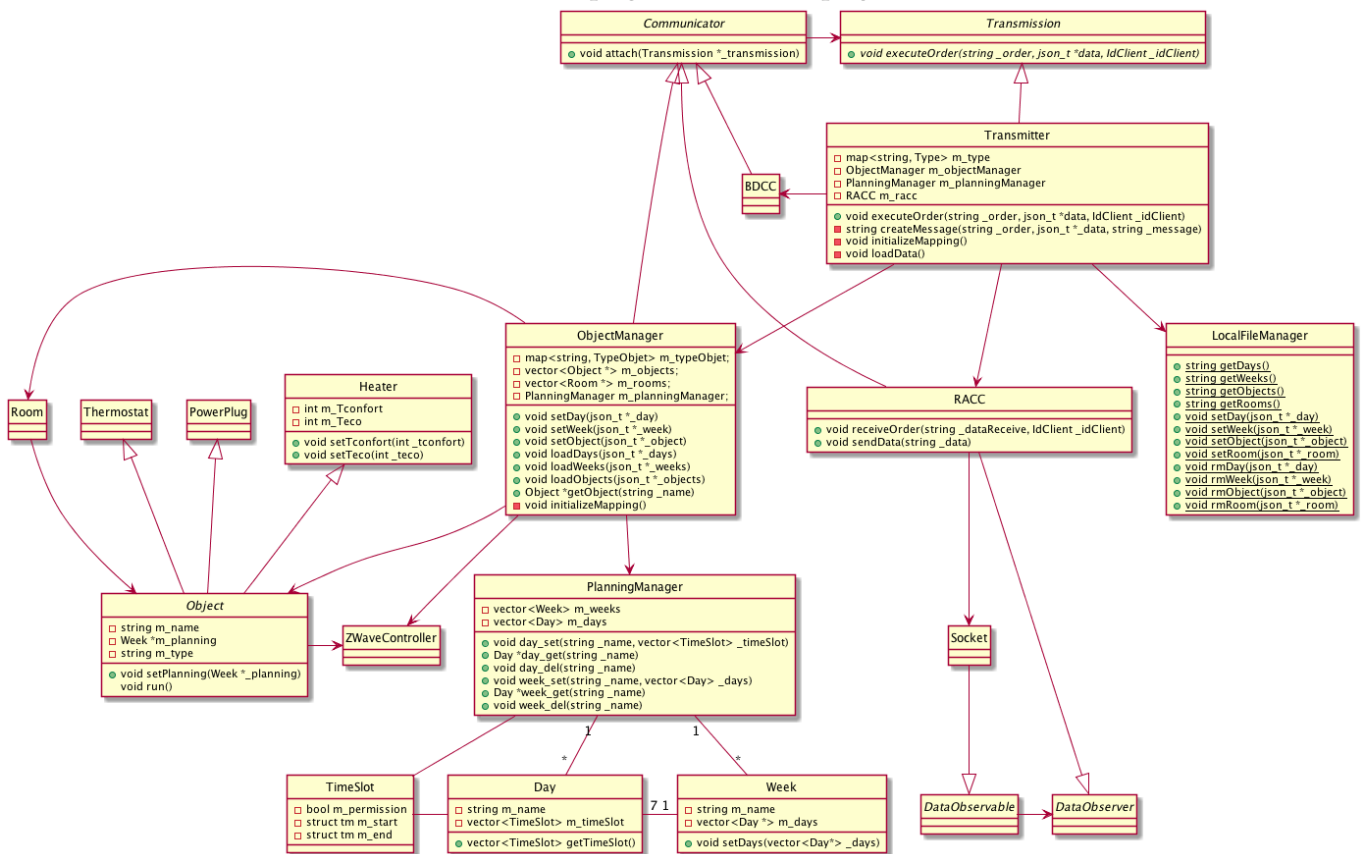 Communicator
void attach(Transmission *_transmission)
Transmission
void executeOrder(string _order, json_t *data, IdClient _idClient)
Transmitter
map<string, Type> m_type
ObjectManager m_objectManager
PlanningManager m_planningManager
RACC m_racc
void executeOrder(string _order, json_t *data, IdClient _idClient)
string createMessage(string _order, json_t *_data, string _message)
void initializeMapping()
void loadData()
BDCC
ObjectManager
map<string, TypeObjet> m_typeObjet;
vector<Object *> m_objects;
vector<Room *> m_rooms;
PlanningManager m_planningManager;
void setDay(json_t *_day)
void setWeek(json_t *_week)
void setObject(json_t *_object)
void loadDays(json_t *_days)
void loadWeeks(json_t *_weeks)
void loadObjects(json_t *_objects)
Object *getObject(string _name)
void initializeMapping()
LocalFileManager
string getDays()
string getWeeks()
string getObjects()
string getRooms()
void setDay(json_t *_day)
void setWeek(json_t *_week)
void setObject(json_t *_object)
void setRoom(json_t *_room)
void rmDay(json_t *_day)
void rmWeek(json_t *_week)
void rmObject(json_t *_object)
void rmRoom(json_t *_room)
Heater
int m_Tconfort
int m_Teco
void setTconfort(int _tconfort)
void setTeco(int _teco)
RACC
void receiveOrder(string _dataReceive, IdClient _idClient)
void sendData(string _data)
Room
Thermostat
PowerPlug
Object
string m_name
Week *m_planning
string m_type
void setPlanning(Week *_planning)
void run()
ZWaveController
PlanningManager
vector<Week> m_weeks
vector<Day> m_days
void day_set(string _name, vector<TimeSlot> _timeSlot)
Day *day_get(string _name)
void day_del(string _name)
void week_set(string _name, vector<Day> _days)
Day *week_get(string _name)
void week_del(string _name)
Socket
1
1
*
*
TimeSlot
bool m_permission
struct tm m_start
struct tm m_end
Day
string m_name
vector<TimeSlot> m_timeSlot
vector<TimeSlot> getTimeSlot()
7 1
Week
string m_name
vector<Day *> m_days
void setDays(vector<Day*> _days)
DataObservable
DataObserver